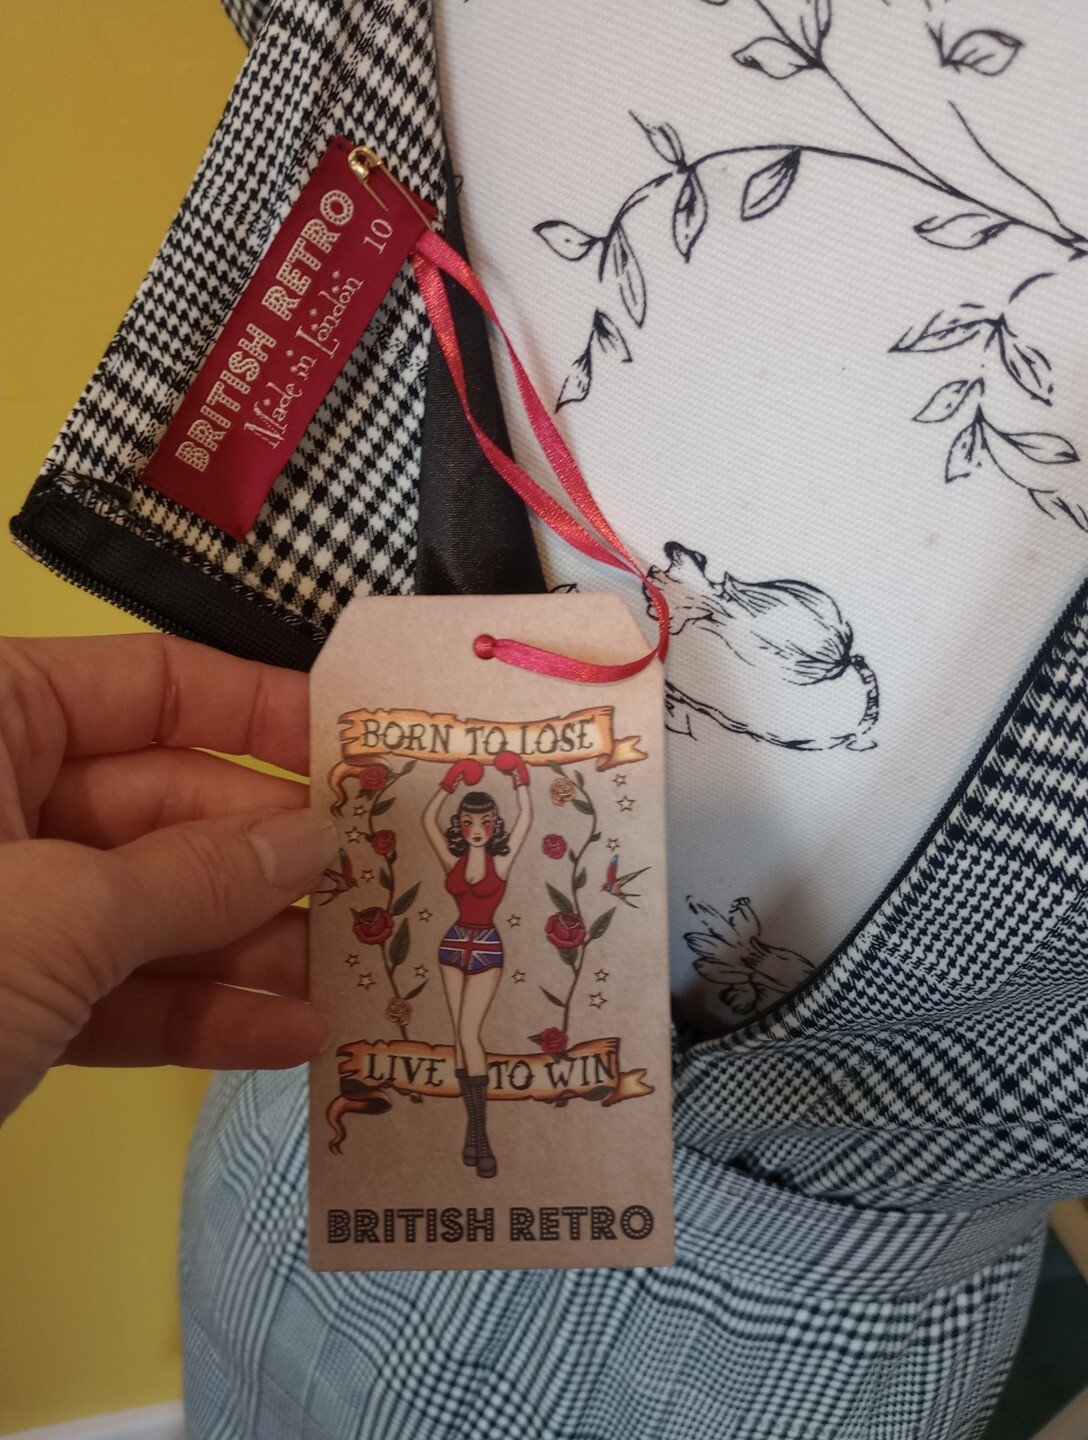 BRITISH RETRO
Made in London 10
BORN TO LOSE
LIVE TO WIN
BRITISH RETRO